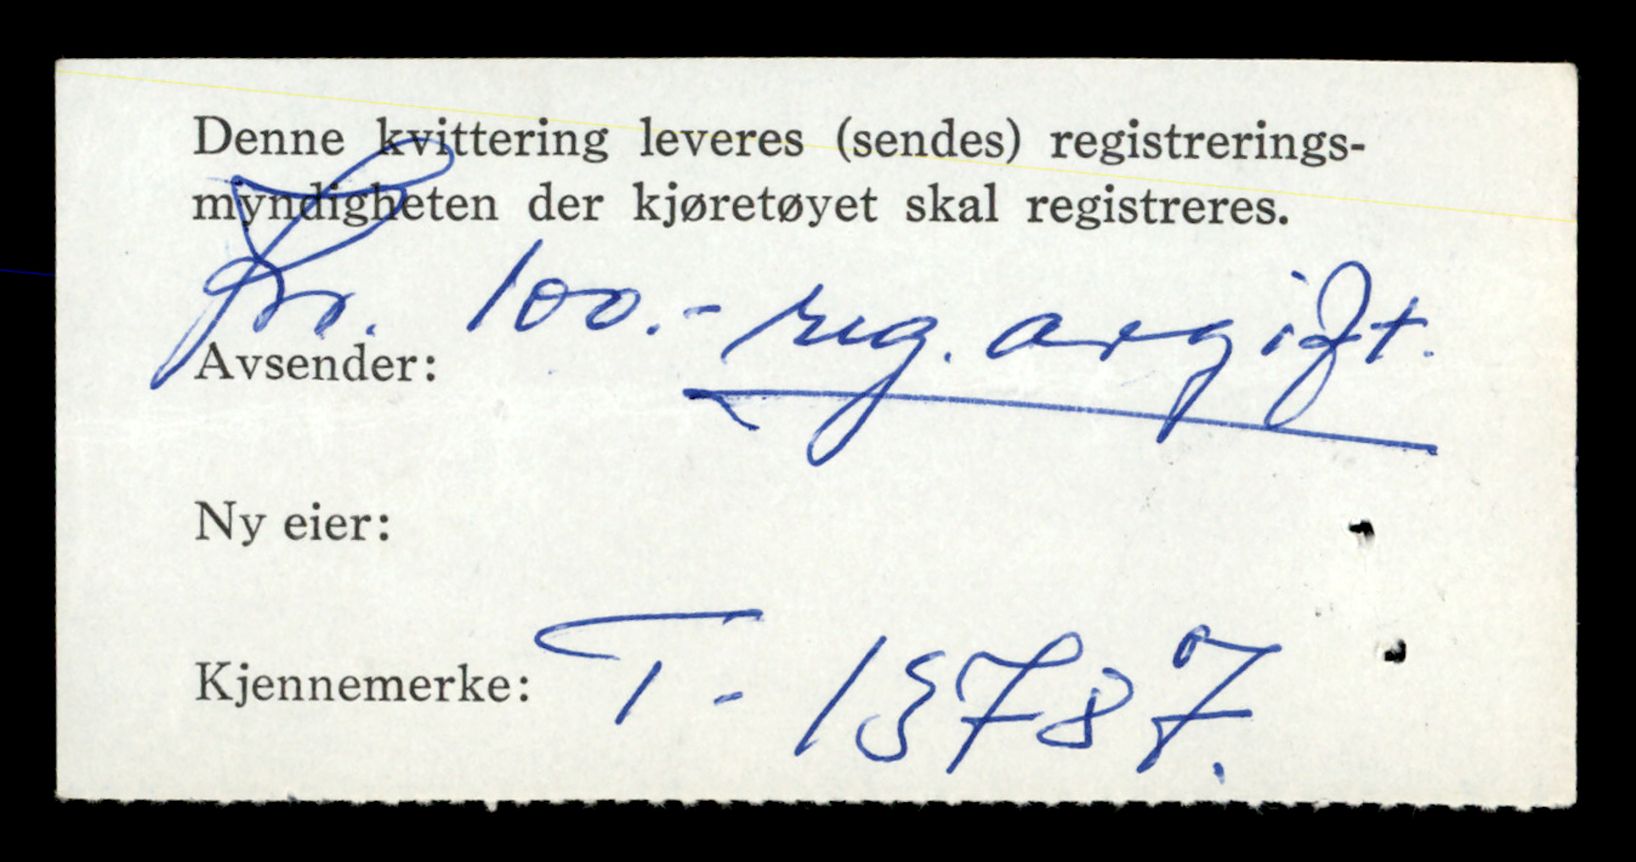 Denne kvittering leveres (sendes) registrerings-
myndigheten der kjøretøyet skal registreres.
kr. 100.- reg. avgift.
Avsender:
Ny eier:
Kjennemerke: T- 13787.